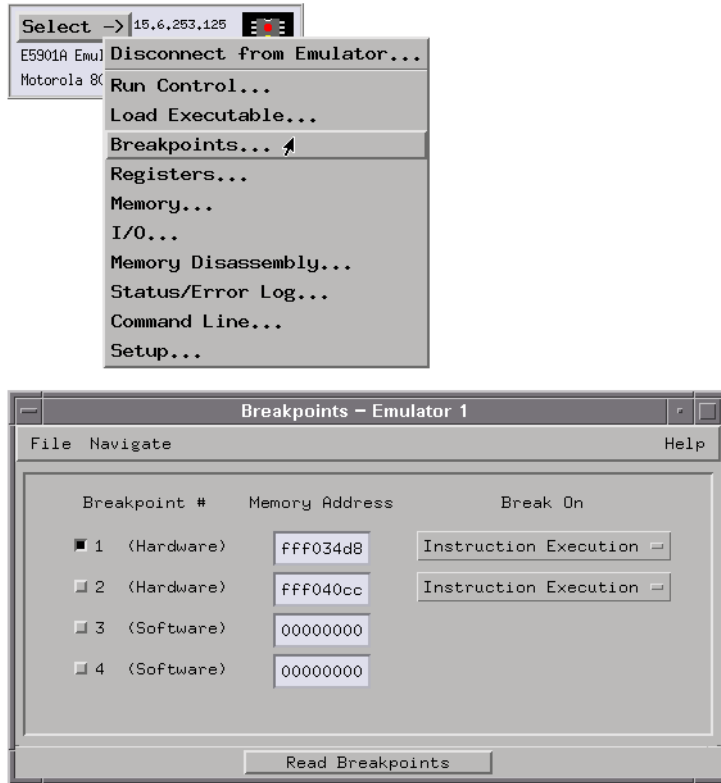 Select –> 15.6.253.125
E5901A Emul
Motorola 8
Disconnect from Emulator...
Run Control...
Load Executable...
Breakpoints...
Registers...
Memory...
I/O...
Memory Disassembly...
Status/Error Log...
Command Line...
Setup...
Breakpoints – Emulator 1
File Navigate Help
Breakpoint # Memory Address Break On
1 (Hardware) fff034d8 Instruction Execution
2 (Hardware) fff040cc Instruction Execution
3 (Software) 00000000
4 (Software) 00000000
Read Breakpoints